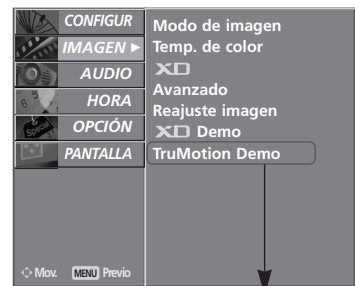 CONFIGUR
IMAGEN ►
AUDIO
HORA
OPCIÓN
PANTALLA
Mov. MENU Previo
Modo de imagen
Temp. de color
XD
Avanzado
Reajuste imagen
XD Demo
TruMotion Demo